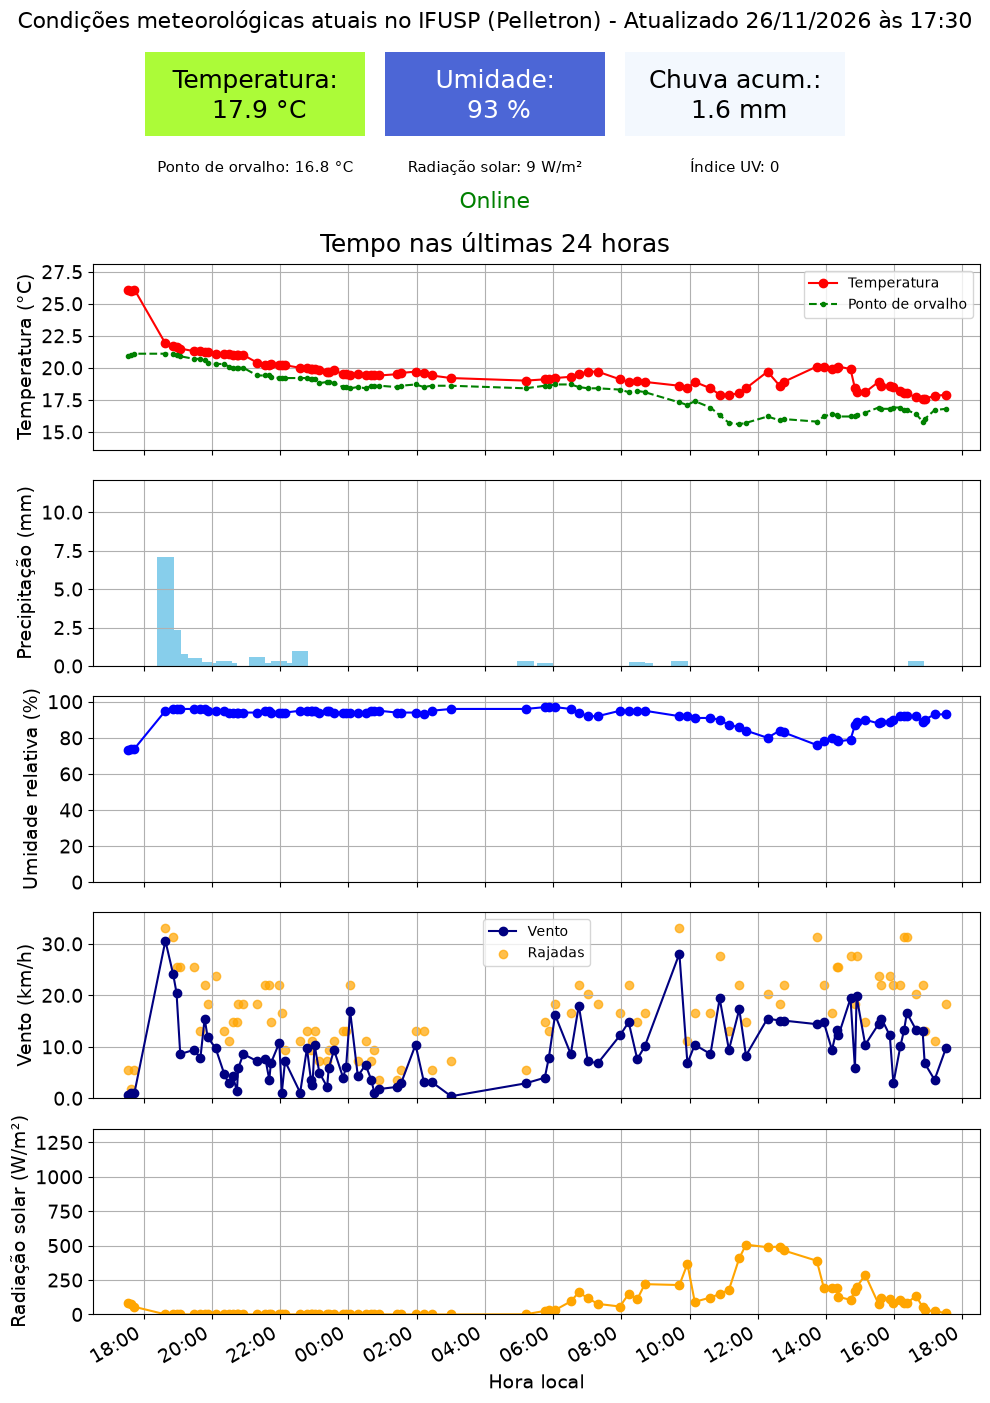 Condições meteorológicas atuais no IFUSP (Pelletron) - Atualizado 26/11/2026 às 17:30
Temperatura:
17.9 °C
Umidade:
93 %
Chuva acum.:
1.6 mm
Ponto de orvalho: 16.8 °C
Radiação solar: 9 W/m²
Índice UV: 0
Online
Tempo nas últimas 24 horas
Temperatura (°C)
27.5
25.0
22.5
20.0
17.5
15.0
Temperatura
Ponto de orvalho
Precipitação (mm)
10.0
7.5
5.0
2.5
0.0
Umidade relativa (%)
100
80
60
40
20
0
Vento (km/h)
30.0
20.0
10.0
0.0
Vento
Rajadas
Radiação solar (W/m²)
1250
1000
750
500
250
0
18:00
20:00
22:00
00:00
02:00
04:00
06:00
08:00
10:00
12:00
14:00
16:00
18:00
Hora local